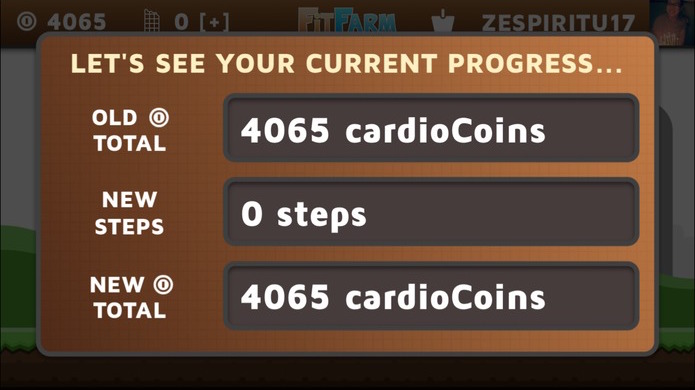 4065 0 [+] FITFARM ZESPIRITU17
LET'S SEE YOUR CURRENT PROGRESS...
OLD
TOTAL
4065 cardioCoins
NEW
STEPS
0 steps
NEW
TOTAL
4065 cardioCoins